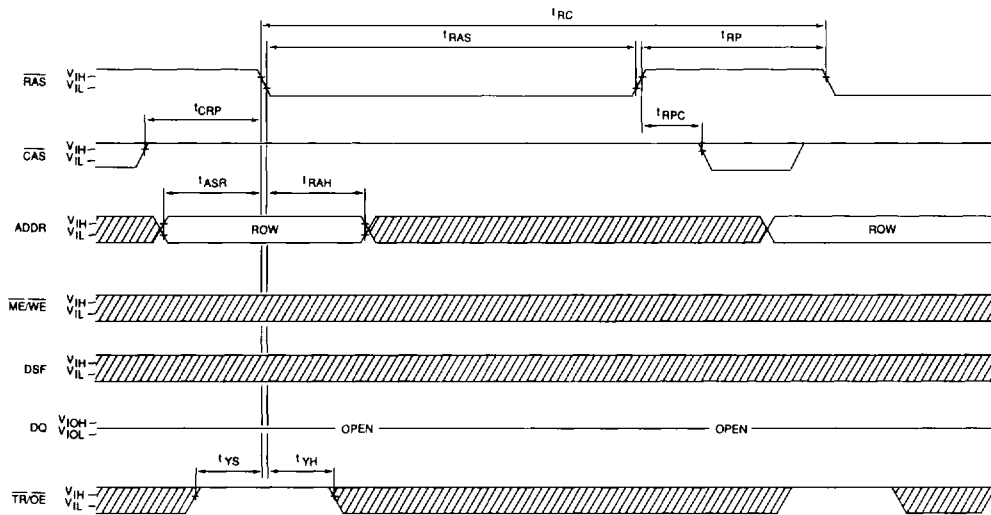 tRC
tRAS
tRP
RAS VIH VIL
tCRP
tRPC
CAS VIH VIL
tASR
tRAH
ADDR VIH VIL ROW ROW
ME/WE VIH VIL
DSF VIH VIL
DQ VIOH VIOL OPEN OPEN
tYS
tYH
TR/OE VIH VIL